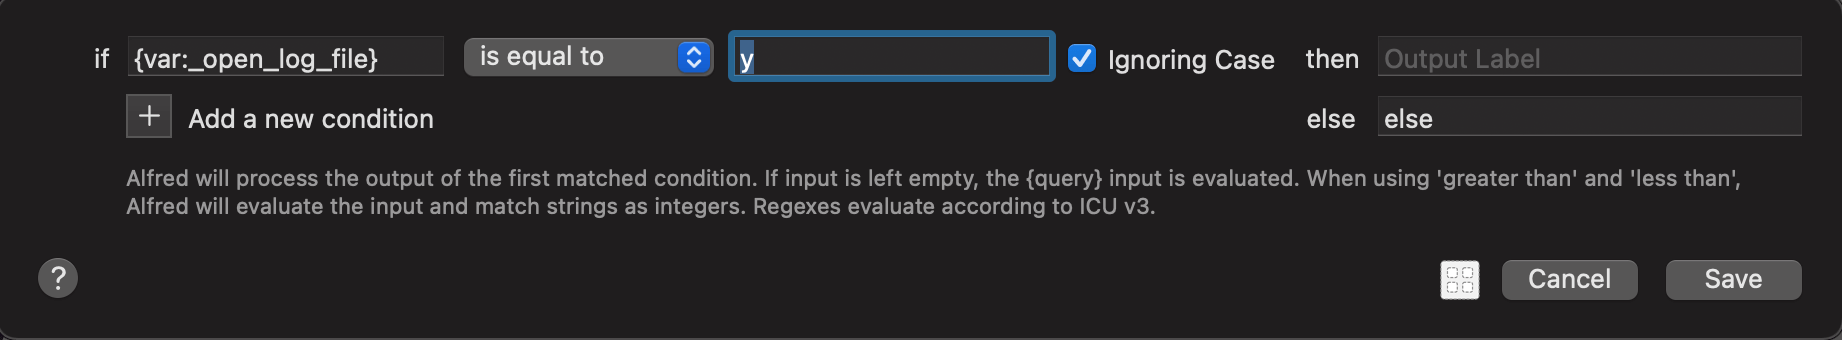 if {var:_open_log_file} is equal to y Ignoring Case then Output Label
+ Add a new condition else else
Alfred will process the output of the first matched condition. If input is left empty, the {query} input is evaluated. When using 'greater than' and 'less than',
Alfred will evaluate the input and match strings as integers. Regexes evaluate according to ICU v3.
? Cancel Save